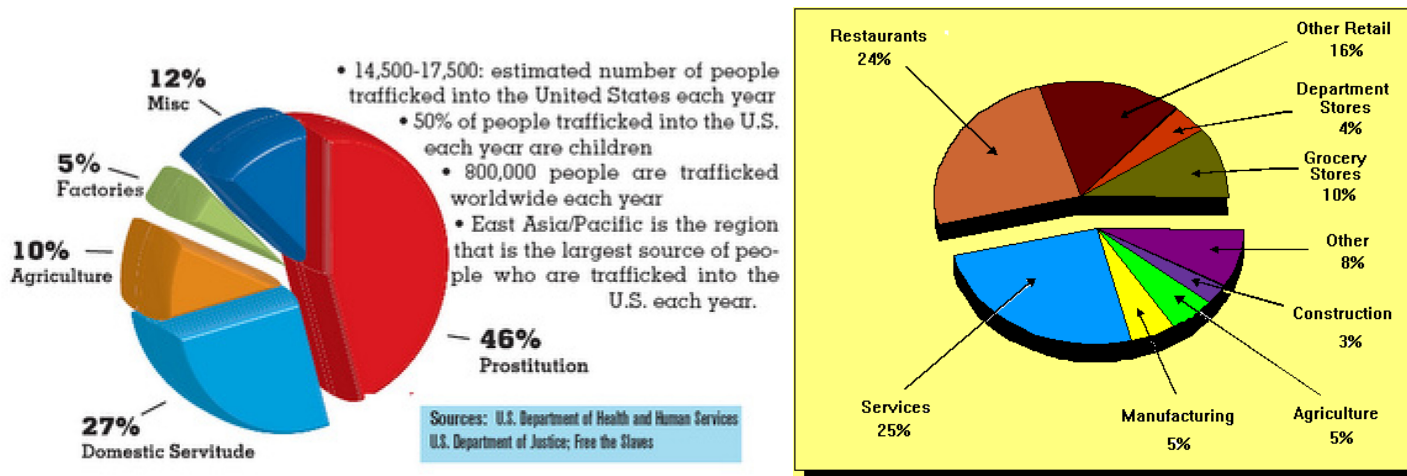 12%
Misc
5%
Factories
10%
Agriculture
27%
Domestic Servitude
46%
Prostitution
• 14,500-17,500: estimated number of people
trafficked into the United States each year
• 50% of people trafficked into the U.S.
each year are children
• 800,000 people are trafficked
worldwide each year
• East Asia/Pacific is the region
that is the largest source of peo-
ple who are trafficked into the
U.S. each year.
Sources: U.S. Department of Health and Human Services
U.S. Department of Justice; Free the Slaves
Restaurants
24%
Other Retail
16%
Department
Stores
4%
Grocery
Stores
10%
Other
8%
Construction
3%
Agriculture
5%
Manufacturing
5%
Services
25%